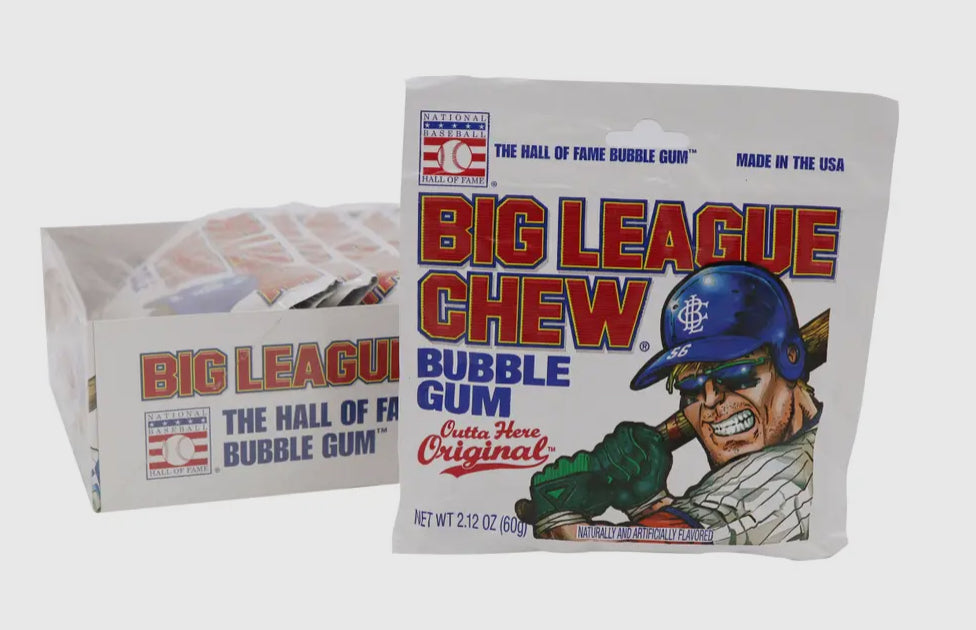 NATIONAL
BASEBALL
HALL OF FAME
®
THE HALL OF FAME BUBBLE GUM™
MADE IN THE USA
BIG LEAGUE
CHEW®
BUBBLE
GUM
Outta Here
Original™
56
NET WT 2.12 OZ (60g)
NATURALLY AND ARTIFICIALLY FLAVORED
BIG LEAGU
NATIONAL
BASEBALL
HALL OF FAME
®
THE HALL OF FA
BUBBLE GUM™